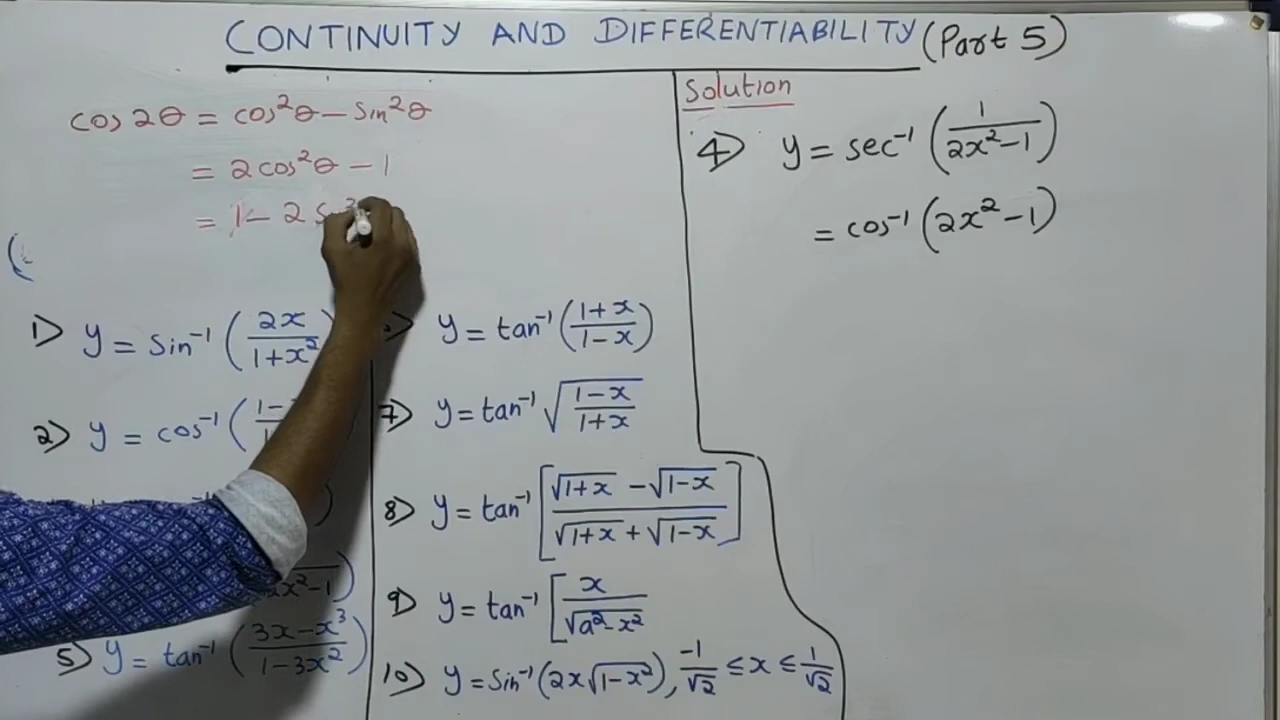 CONTINUITY AND DIFFERENTIABILITY (Part 5)
cos 2θ = cos²θ − sin²θ
= 2 cos²θ − 1
= 1 − 2
1) y = sin⁻¹ (2x / 1+x²
2) y = cos⁻¹ (1−
5) y = tan⁻¹ (3x − x³ / 1 − 3x²)
y = tan⁻¹ (1+x / 1−x)
7) y = tan⁻¹ √(1−x / 1+x)
8) y = tan⁻¹ [√1+x − √1−x / √1+x + √1−x]
9) y = tan⁻¹ [x / √a²−x²
10) y = sin⁻¹ (2x√1−x²), −1/√2 ≤ x ≤ 1/√2
Solution
4) y = sec⁻¹ (1 / 2x²−1)
= cos⁻¹ (2x² − 1)